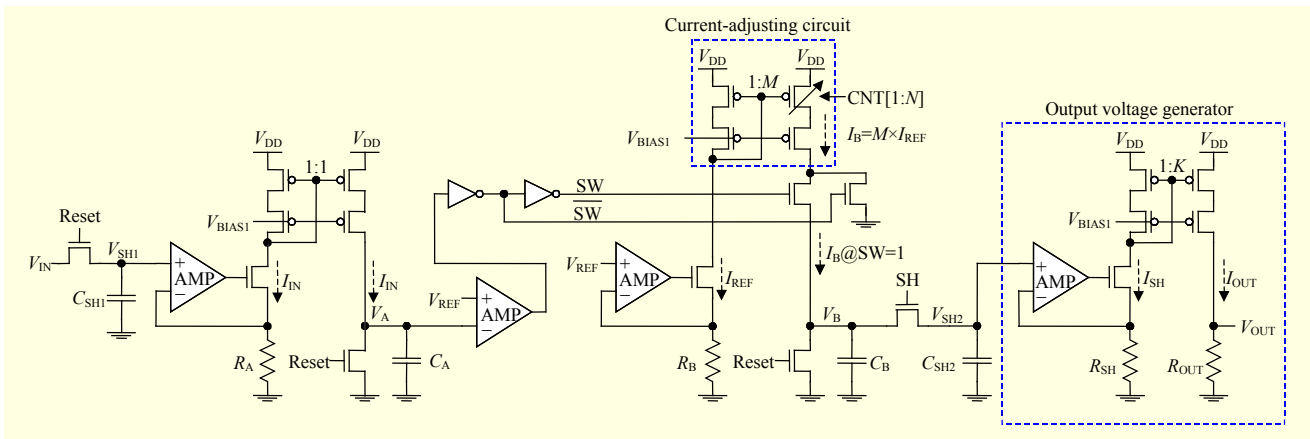 Current-adjusting circuit
V_DD
V_DD
1:M
CNT[1:N]
V_BIAS1
I_B=M×I_REF
Output voltage generator
V_DD
V_DD
1:1
V_DD
V_DD
1:K
SW
S̅W̅
Reset
V_BIAS1
V_BIAS1
V_IN
V_SH1
+
AMP
−
C_SH1
I_IN
I_IN
V_REF
+
AMP
−
V_A
V_REF
+
AMP
−
I_REF
I_B@SW=1
SH
V_B
V_SH2
+
AMP
−
I_SH
I_OUT
V_OUT
R_A
Reset
C_A
R_B
Reset
C_B
C_SH2
R_SH
R_OUT